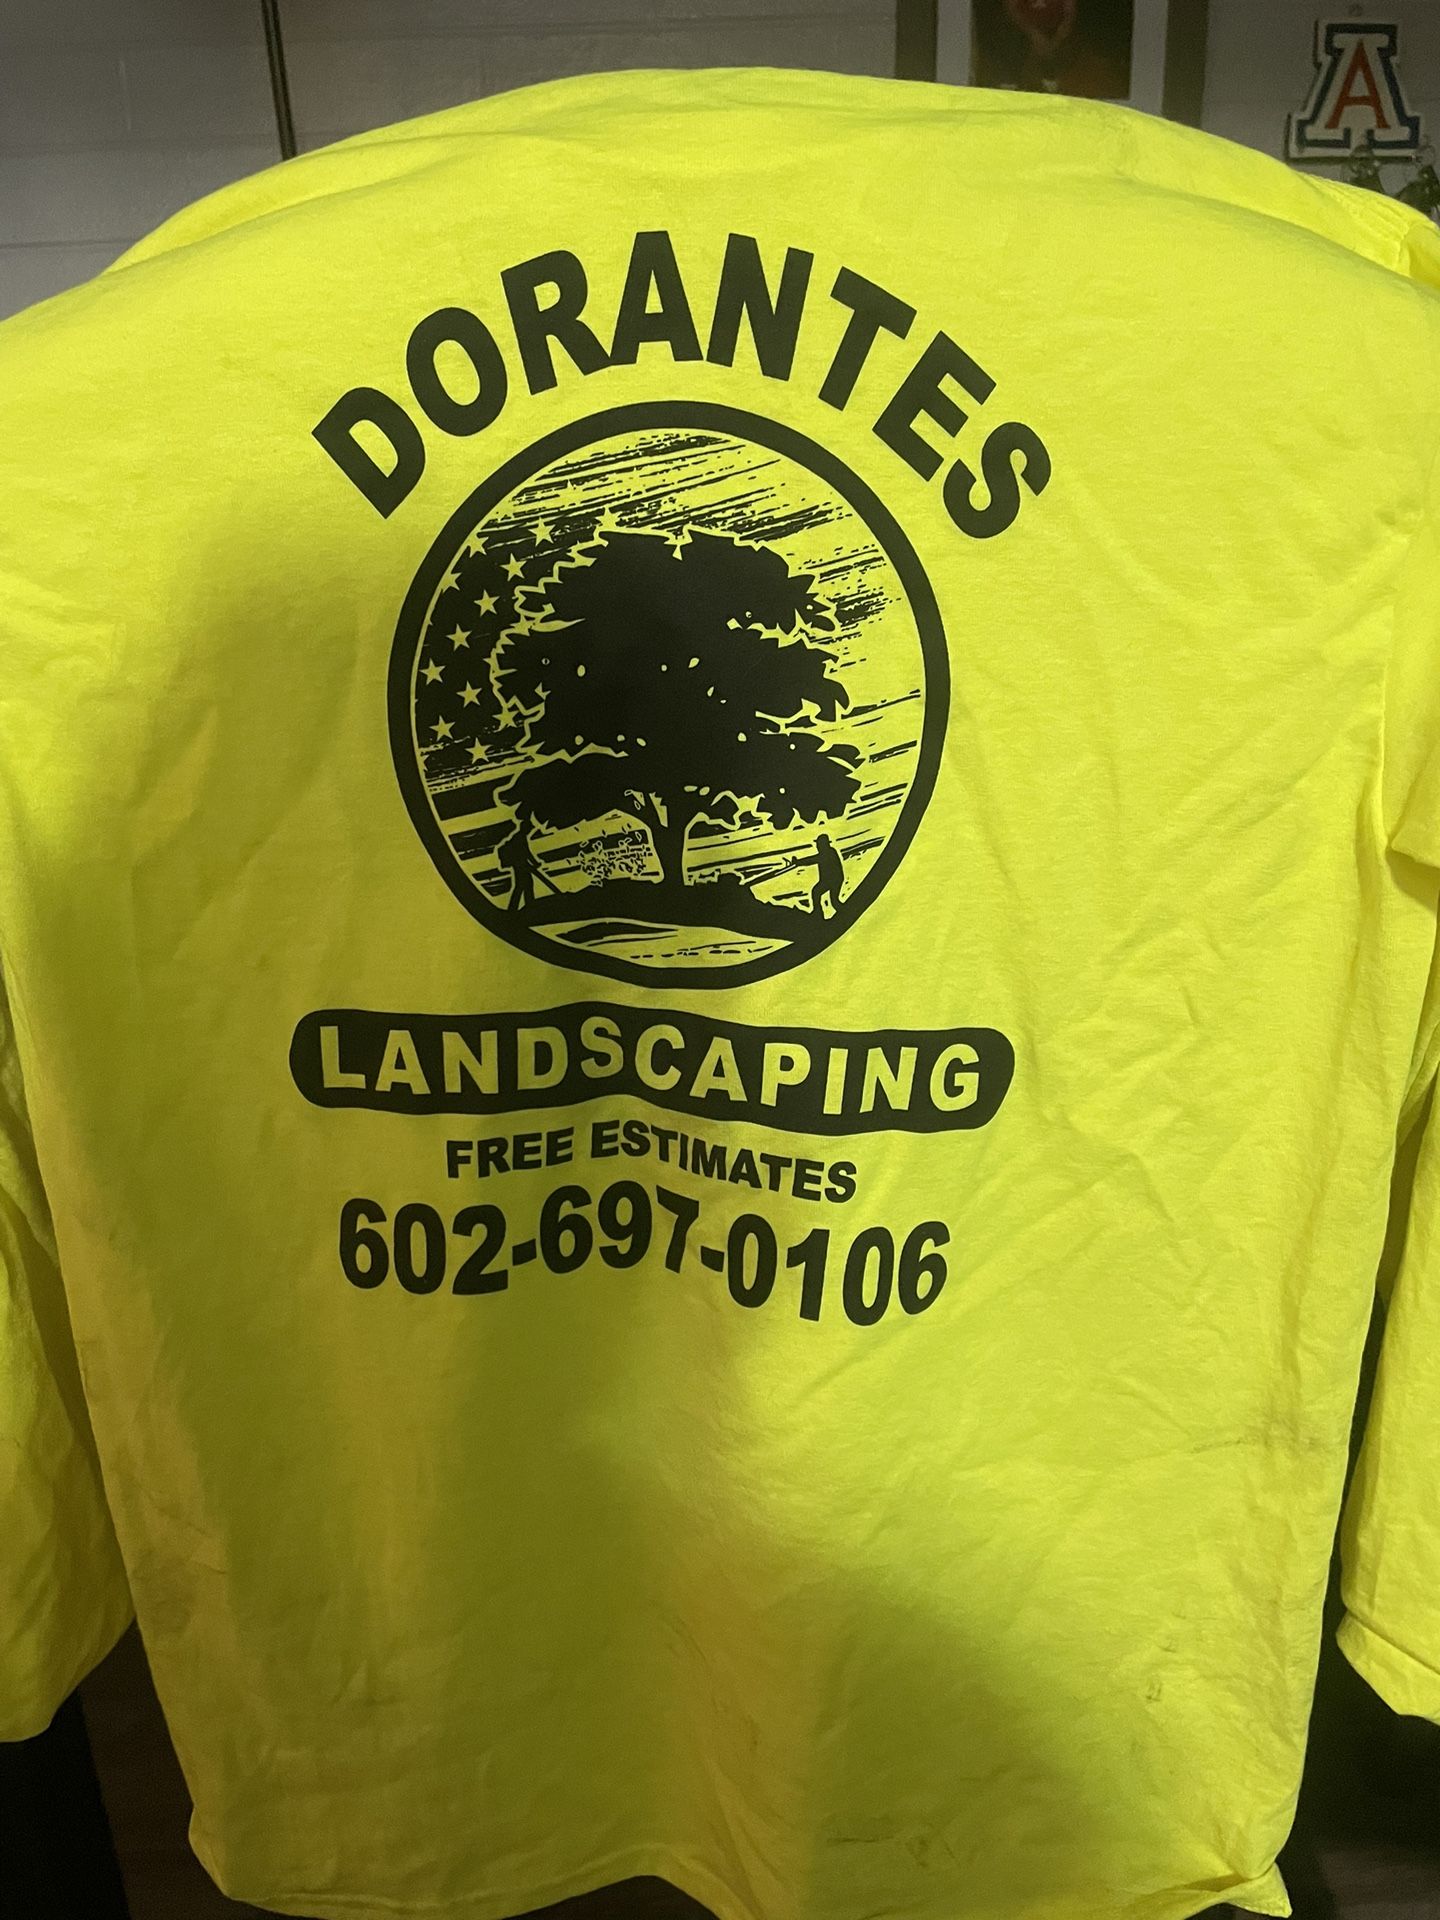 A
DORANTES
LANDSCAPING
FREE ESTIMATES
602-697-0106